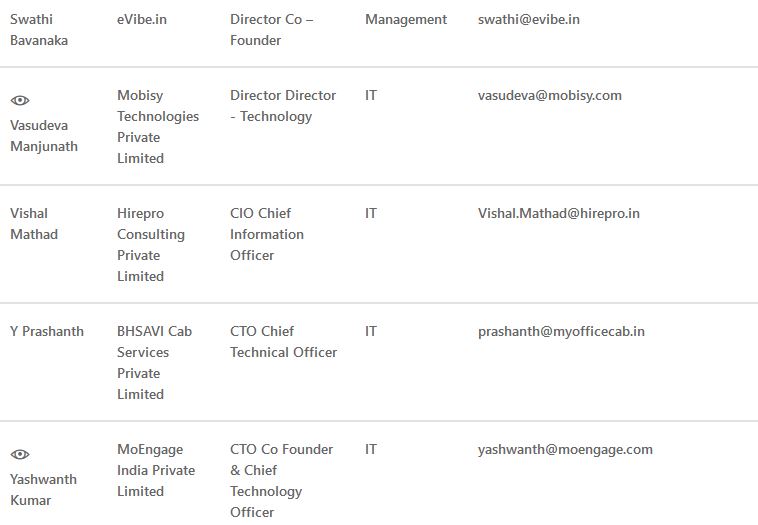 Swathi Bavanaka eVibe.in Director Co – Founder Management swathi@evibe.in
Vasudeva Manjunath Mobisy Technologies Private Limited Director Director - Technology IT vasudeva@mobisy.com
Vishal Mathad Hirepro Consulting Private Limited CIO Chief Information Officer IT Vishal.Mathad@hirepro.in
Y Prashanth BHSAVI Cab Services Private Limited CTO Chief Technical Officer IT prashanth@myofficecab.in
Yashwanth Kumar MoEngage India Private Limited CTO Co Founder & Chief Technology Officer IT yashwanth@moengage.com